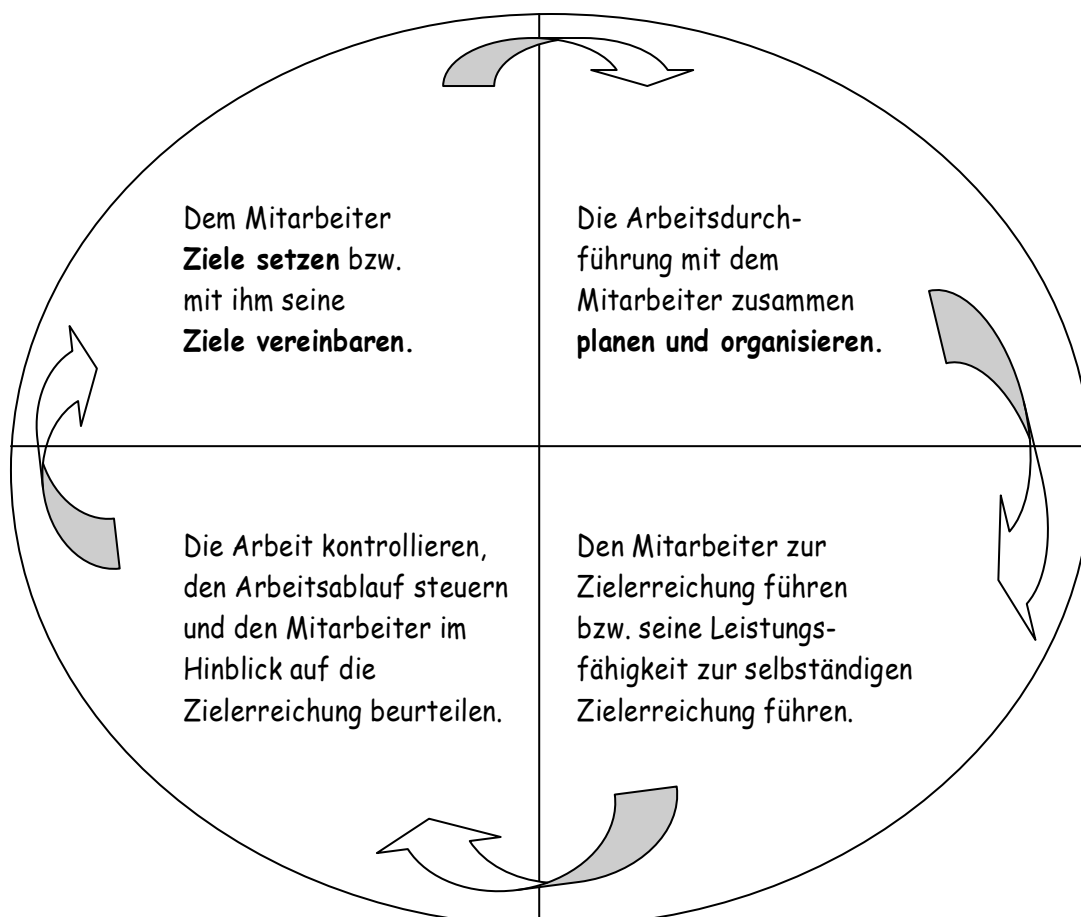 Dem Mitarbeiter
Ziele setzen bzw.
mit ihm seine
Ziele vereinbaren.
Die Arbeitsdurch-
führung mit dem
Mitarbeiter zusammen
planen und organisieren.
Die Arbeit kontrollieren,
den Arbeitsablauf steuern
und den Mitarbeiter im
Hinblick auf die
Zielerreichung beurteilen.
Den Mitarbeiter zur
Zielerreichung führen
bzw. seine Leistungs-
fähigkeit zur selbständigen
Zielerreichung führen.